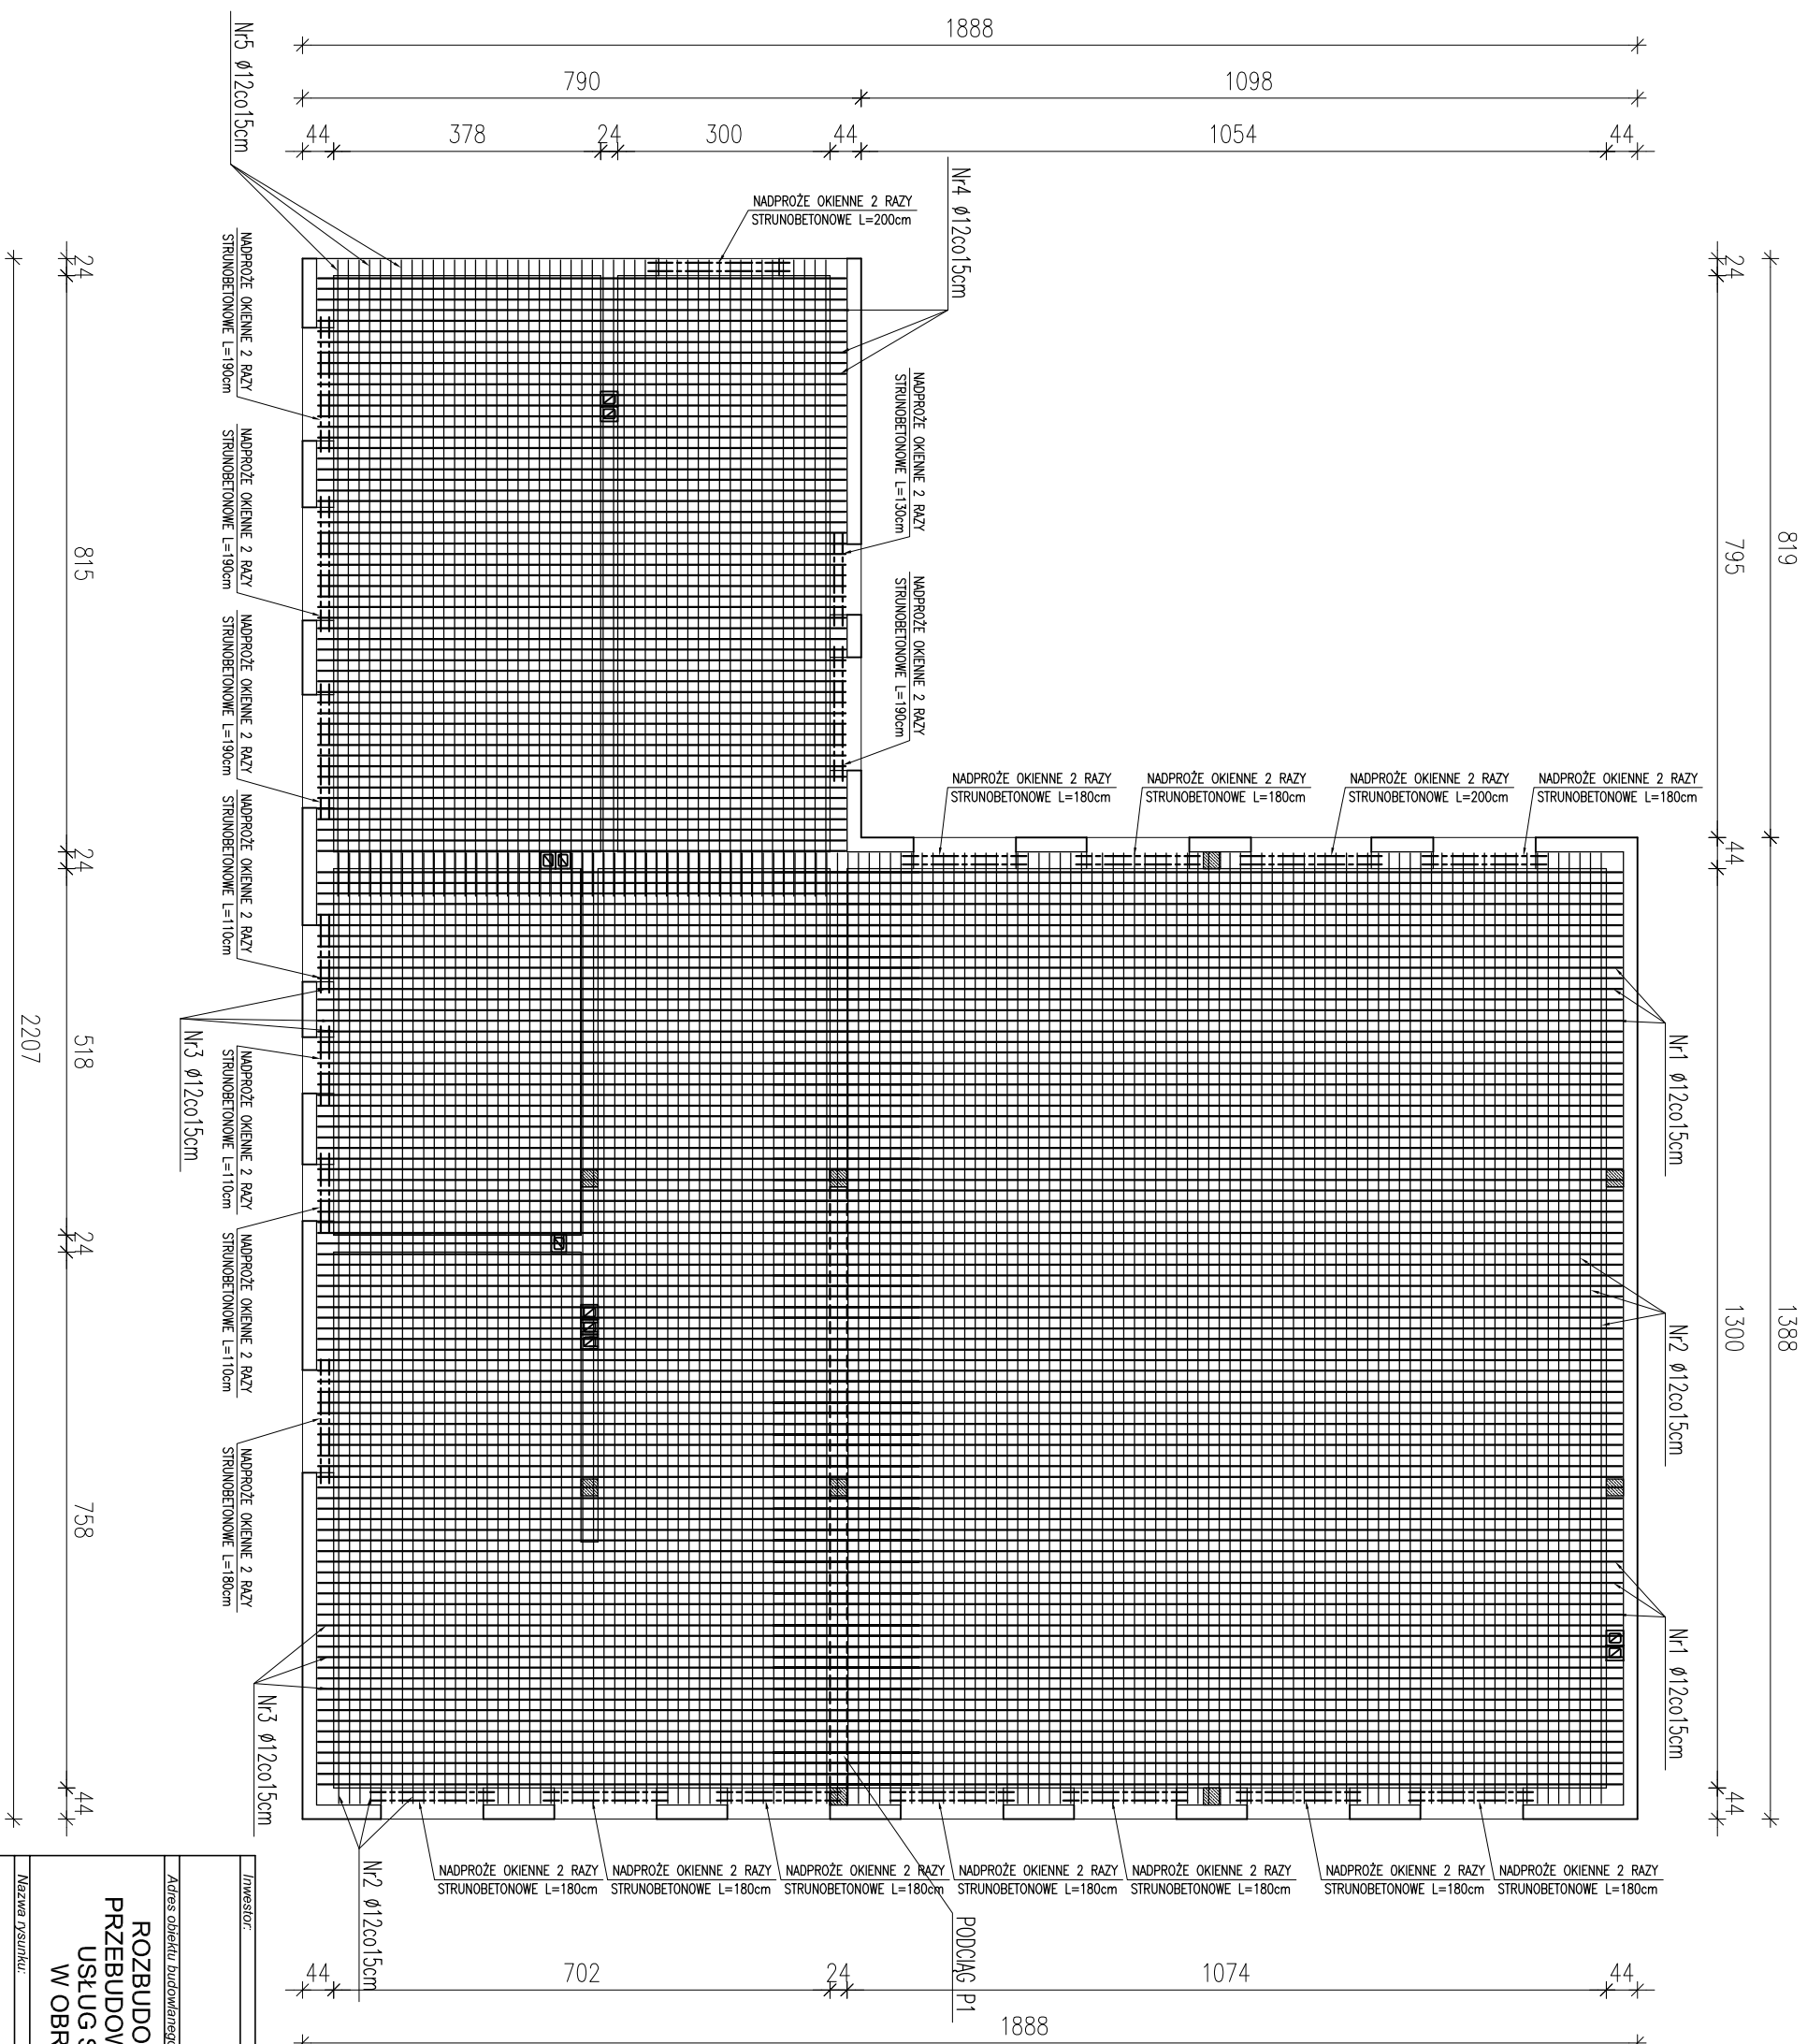 1888
790
1098
44
378
24
300
44
1054
44
Nr5 ø12co15cm
Nr4 ø12co15cm
NADPROŻE OKIENNE 2 RAZY
STRUNOBETONOWE L=200cm
24
815
24
518
24
758
44
2207
24
795
44
1300
44
819
1388
NADPROŻE OKIENNE 2 RAZY
STRUNOBETONOWE L=190cm
NADPROŻE OKIENNE 2 RAZY
STRUNOBETONOWE L=190cm
NADPROŻE OKIENNE 2 RAZY
STRUNOBETONOWE L=190cm
NADPROŻE OKIENNE 2 RAZY
STRUNOBETONOWE L=110cm
NADPROŻE OKIENNE 2 RAZY
STRUNOBETONOWE L=110cm
NADPROŻE OKIENNE 2 RAZY
STRUNOBETONOWE L=110cm
NADPROŻE OKIENNE 2 RAZY
STRUNOBETONOWE L=180cm
NADPROŻE OKIENNE 2 RAZY
STRUNOBETONOWE L=130cm
NADPROŻE OKIENNE 2 RAZY
STRUNOBETONOWE L=190cm
NADPROŻE OKIENNE 2 RAZY
STRUNOBETONOWE L=180cm
NADPROŻE OKIENNE 2 RAZY
STRUNOBETONOWE L=180cm
NADPROŻE OKIENNE 2 RAZY
STRUNOBETONOWE L=200cm
NADPROŻE OKIENNE 2 RAZY
STRUNOBETONOWE L=180cm
Nr1 ø12co15cm
Nr2 ø12co15cm
Nr1 ø12co15cm
Nr3 ø12co15cm
Nr3 ø12co15cm
Nr2 ø12co15cm
NADPROŻE OKIENNE 2 RAZY
STRUNOBETONOWE L=180cm
NADPROŻE OKIENNE 2 RAZY
STRUNOBETONOWE L=180cm
NADPROŻE OKIENNE 2 RAZY
STRUNOBETONOWE L=180cm
NADPROŻE OKIENNE 2 RAZY
STRUNOBETONOWE L=180cm
NADPROŻE OKIENNE 2 RAZY
STRUNOBETONOWE L=180cm
NADPROŻE OKIENNE 2 RAZY
STRUNOBETONOWE L=180cm
NADPROŻE OKIENNE 2 RAZY
STRUNOBETONOWE L=180cm
PODCIĄG P1
44
702
24
1074
44
1888
Inwestor:
Adres obiektu budowlanego
ROZBUDO
PRZEBUDOW
USŁUG S
W OBR
Nazwa rysunku: